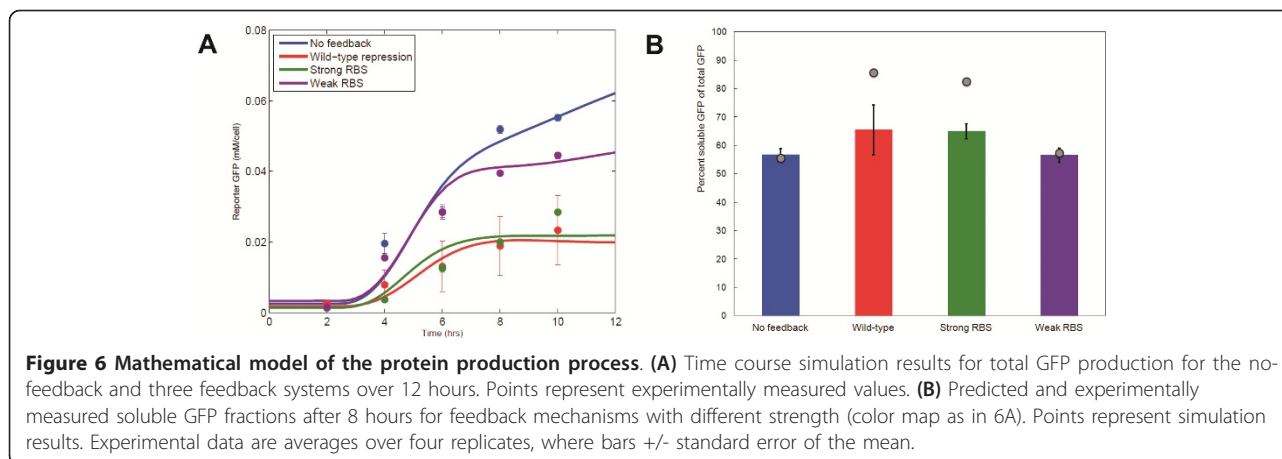 A
0.08
0.06
0.04
0.02
0
Reporter GFP (mM/cell)
No feedback
Wild-type repression
Strong RBS
Weak RBS
0 2 4 6 8 10 12
Time (hrs)
B
100
90
80
70
60
50
40
30
20
10
0
Percent soluble GFP of total GFP
No feedback Wild-type Strong RBS Weak RBS
Figure 6 Mathematical model of the protein production process. (A) Time course simulation results for total GFP production for the no-
feedback and three feedback systems over 12 hours. Points represent experimentally measured values. (B) Predicted and experimentally
measured soluble GFP fractions after 8 hours for feedback mechanisms with different strength (color map as in 6A). Points represent simulation
results. Experimental data are averages over four replicates, where bars +/- standard error of the mean.